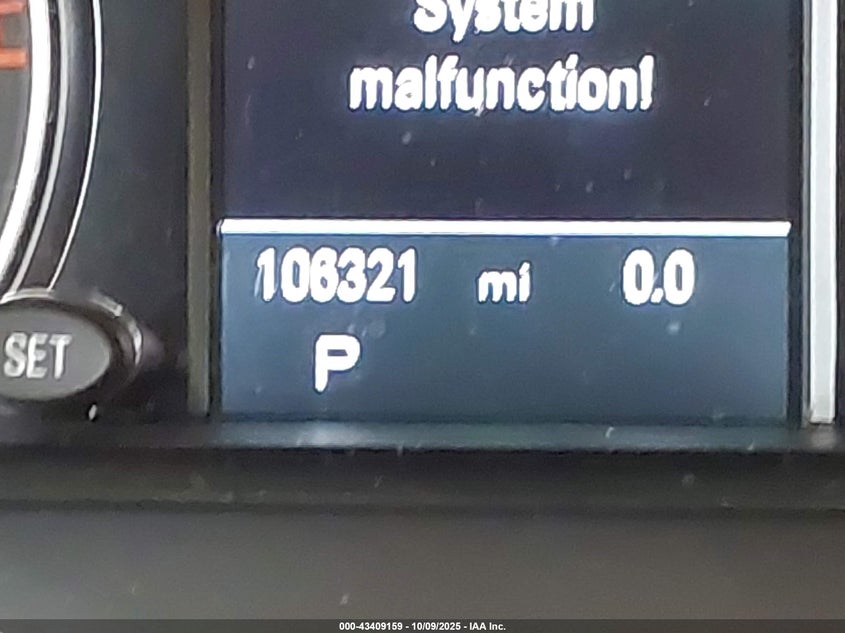 System
malfunction!
106321 mi 0.0
P
SET
000-43409159 - 10/09/2025 - IAA Inc.